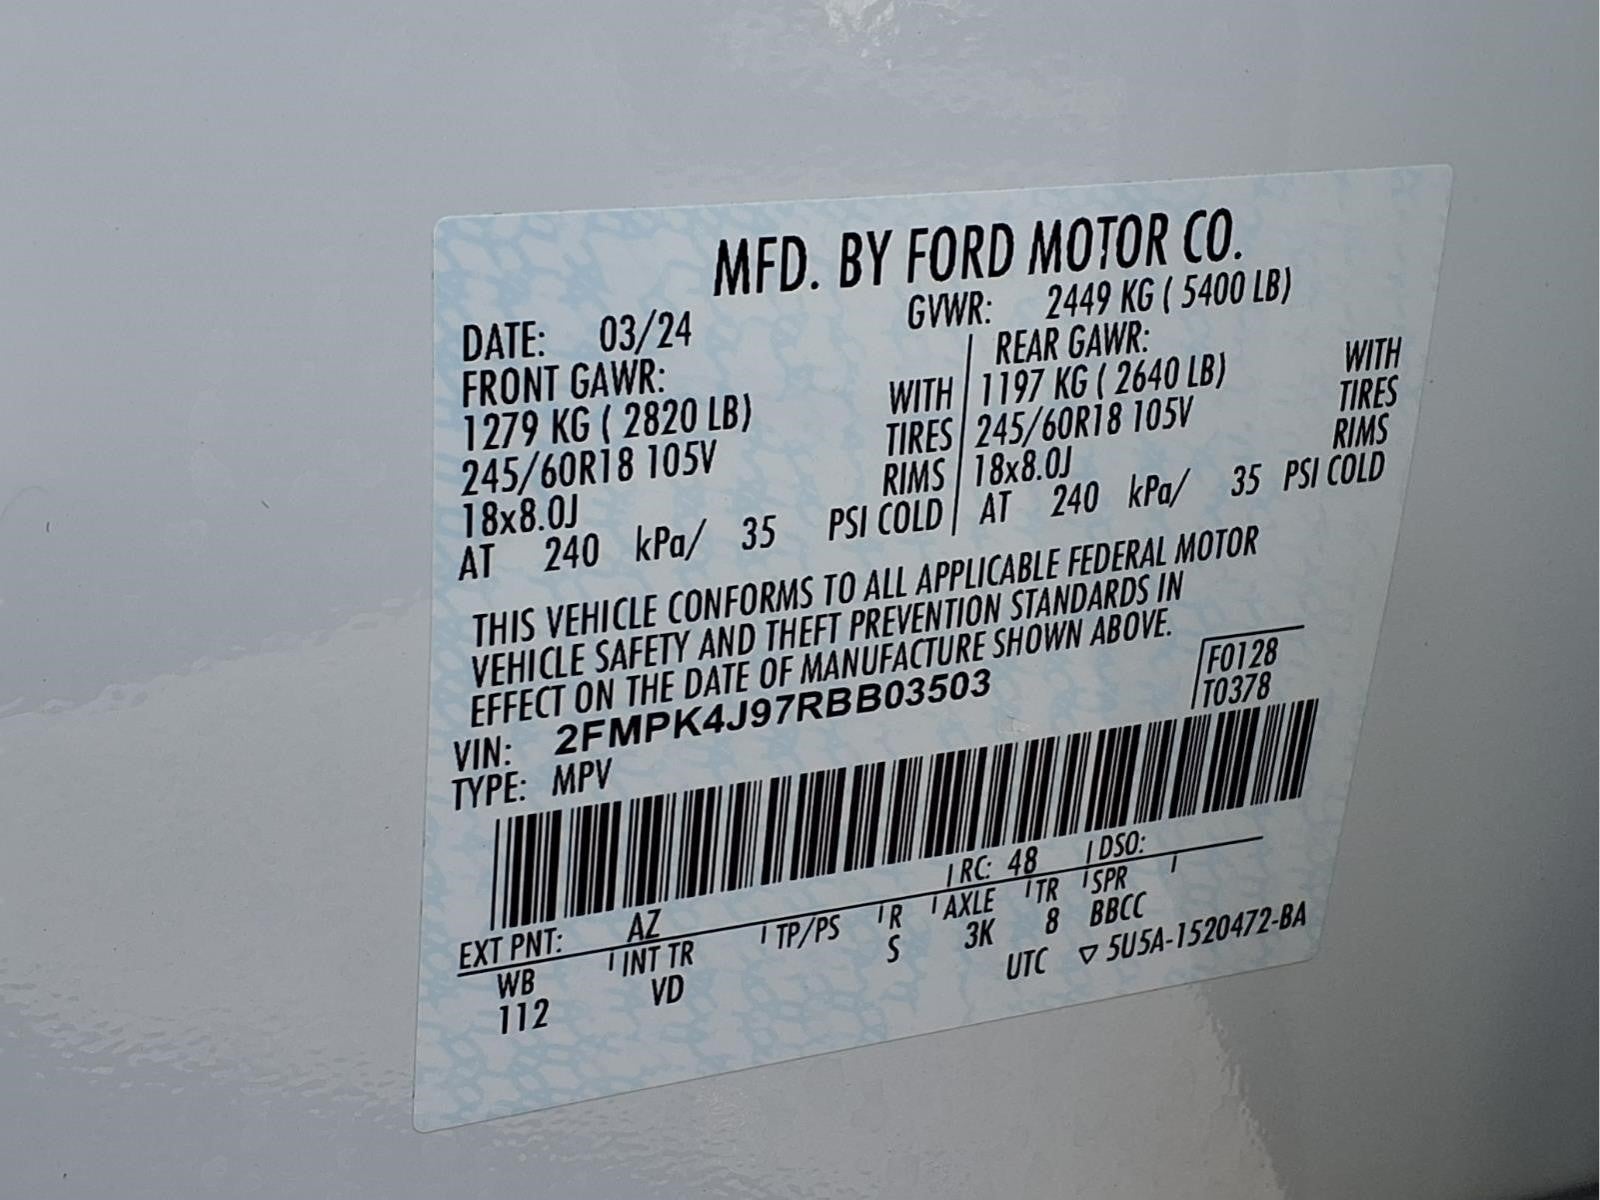 MFD. BY FORD MOTOR CO.
DATE: 03/24 GVWR: 2449 KG ( 5400 LB)
FRONT GAWR: REAR GAWR:
1279 KG ( 2820 LB) WITH 1197 KG ( 2640 LB) WITH
245/60R18 105V TIRES 245/60R18 105V TIRES
18x8.0J RIMS 18x8.0J RIMS
AT 240 kPa/ 35 PSI COLD AT 240 kPa/ 35 PSI COLD
THIS VEHICLE CONFORMS TO ALL APPLICABLE FEDERAL MOTOR
VEHICLE SAFETY AND THEFT PREVENTION STANDARDS IN
EFFECT ON THE DATE OF MANUFACTURE SHOWN ABOVE.
VIN: 2FMPK4J97RBB03503 F0128
TYPE: MPV T0378
EXT PNT: AZ RC: 48 DSO:
WB INT TR TP/PS R AXLE TR SPR
112 VD S 3K 8 BBCC
UTC ▽ 5U5A-1520472-BA